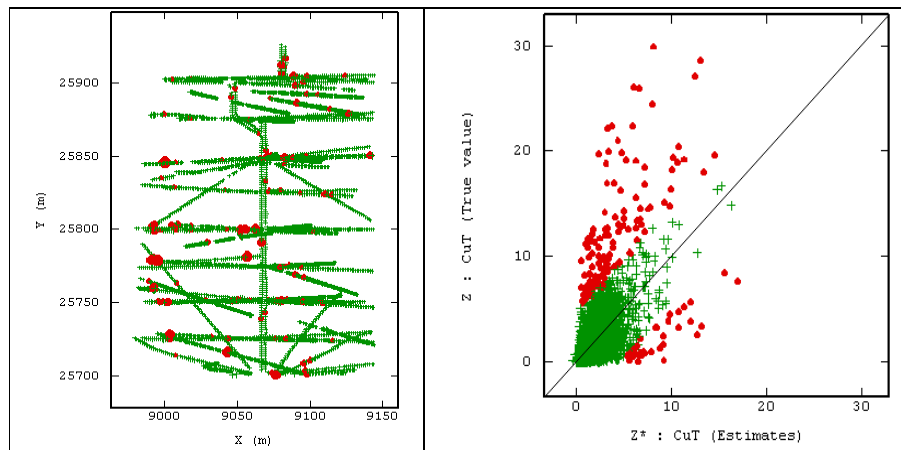 25900
25850
25800
25750
25700
Y (m)
9000 9050 9100 9150
X (m)
30
20
10
0
Z : CuT (True value)
0 10 20 30
Z* : CuT (Estimates)